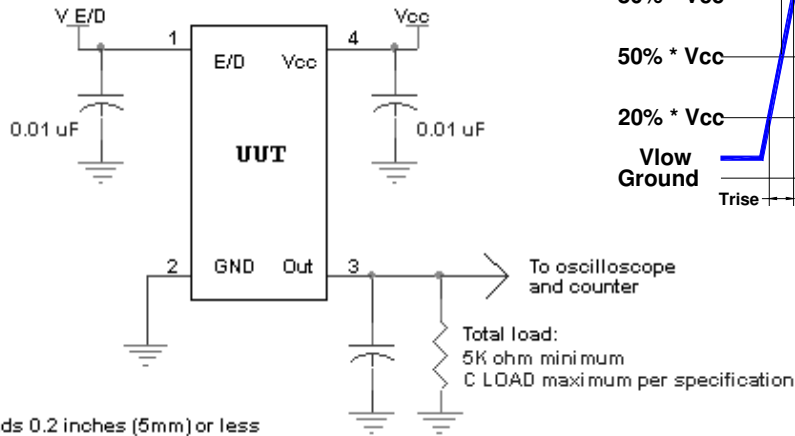 V E/D
Vcc
1
4
E/D
Vcc
0.01 uF
0.01 uF
UUT
2
GND
Out
3
To oscilloscope
and counter
Total load:
5K ohm minimum
C LOAD maximum per specification
0.2 inches (5mm) or less
50% * Vcc
20% * Vcc
Vlow
Ground
Trise